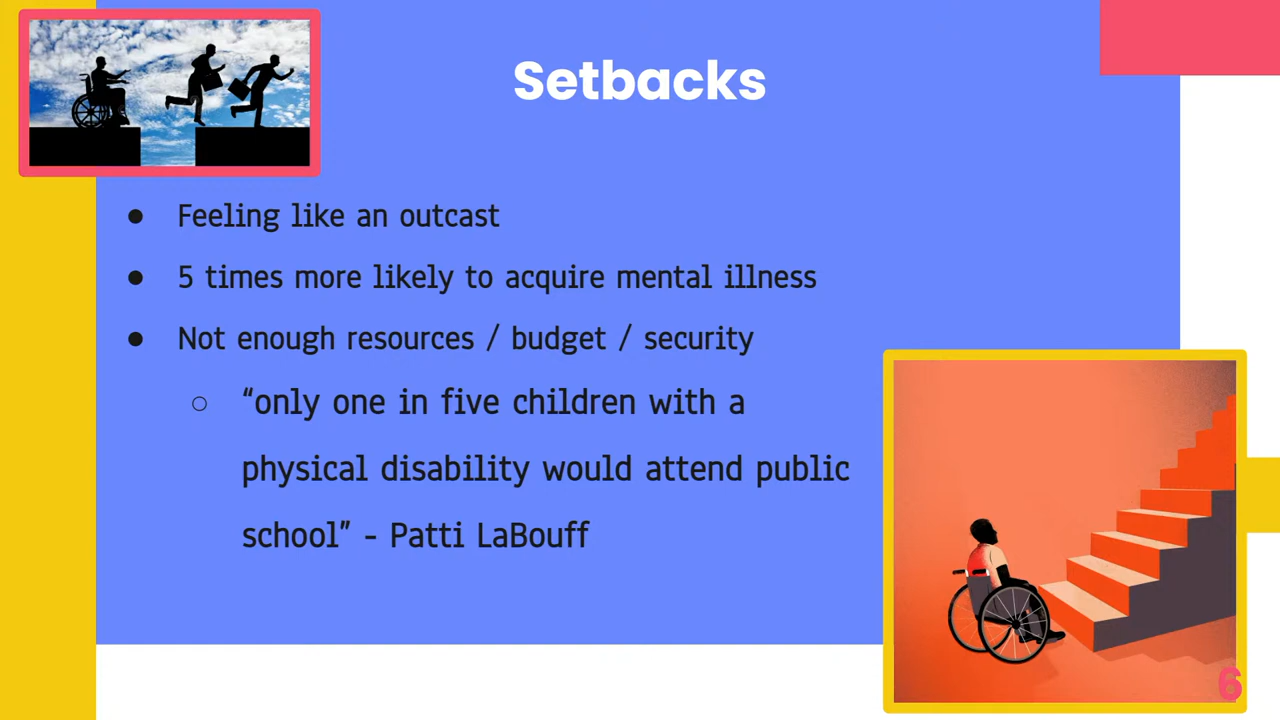 Setbacks
● Feeling like an outcast
● 5 times more likely to acquire mental illness
● Not enough resources / budget / security
○ “only one in five children with a
physical disability would attend public
school” - Patti LaBouff
6